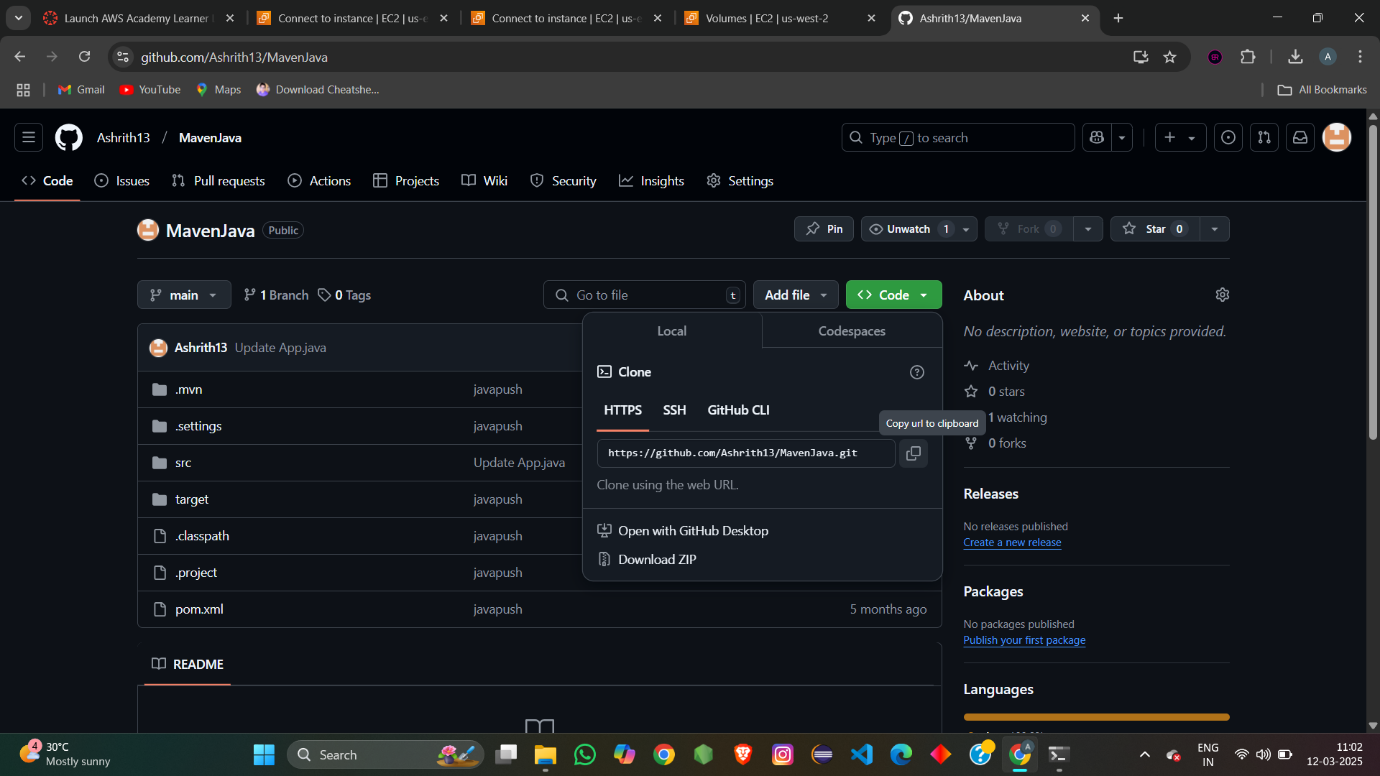 Launch AWS Academy Learner
Connect to instance | EC2 | us-e
Connect to instance | EC2 | us-e
Volumes | EC2 | us-west-2
Ashrith13/MavenJava
github.com/Ashrith13/MavenJava
A
Gmail
YouTube
Maps
Download Cheatshe...
All Bookmarks
Ashrith13 / MavenJava
Type / to search
Code
Issues
Pull requests
Actions
Projects
Wiki
Security
Insights
Settings
MavenJava Public
Pin
Unwatch 1
Fork 0
Star 0
main
1 Branch
0 Tags
Go to file t
Add file
<> Code
Local
Codespaces
Clone
HTTPS
SSH
GitHub CLI
Copy url to clipboard
https://github.com/Ashrith13/MavenJava.git
Clone using the web URL.
Open with GitHub Desktop
Download ZIP
Ashrith13 Update App.java
.mvn javapush
.settings javapush
src Update App.java
target javapush
.classpath javapush
.project javapush
pom.xml javapush 5 months ago
README
About
No description, website, or topics provided.
Activity
0 stars
1 watching
0 forks
Releases
No releases published
Create a new release
Packages
No packages published
Publish your first package
Languages
4
30°C
Mostly sunny
Search
A
ENG
IN
11:02
12-03-2025